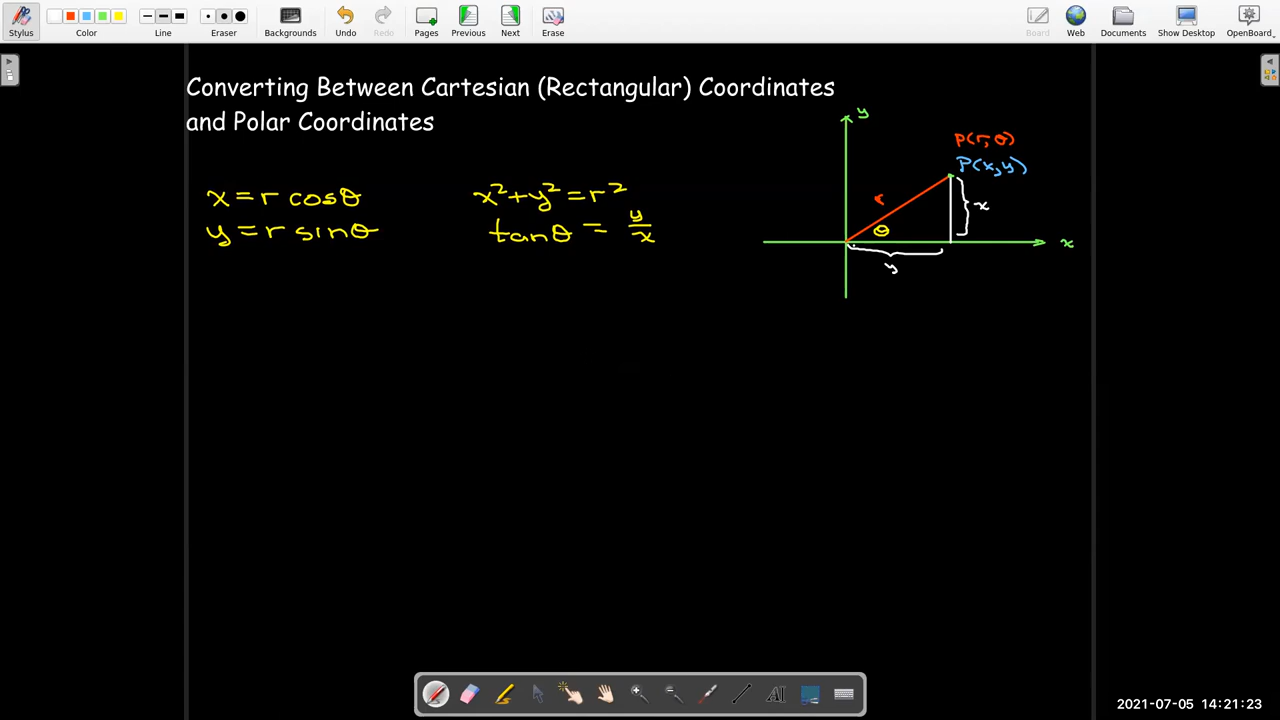 Stylus Color Line Eraser Backgrounds Undo Redo Pages Previous Next Erase Board Web Documents Show Desktop OpenBoard
Converting Between Cartesian (Rectangular) Coordinates
and Polar Coordinates
x = r cosθ
y = r sinθ
x² + y² = r²
tanθ = y/x
y
P(r, θ)
P(x, y)
r
θ
x
y
x
AI
2021-07-05 14:21:23